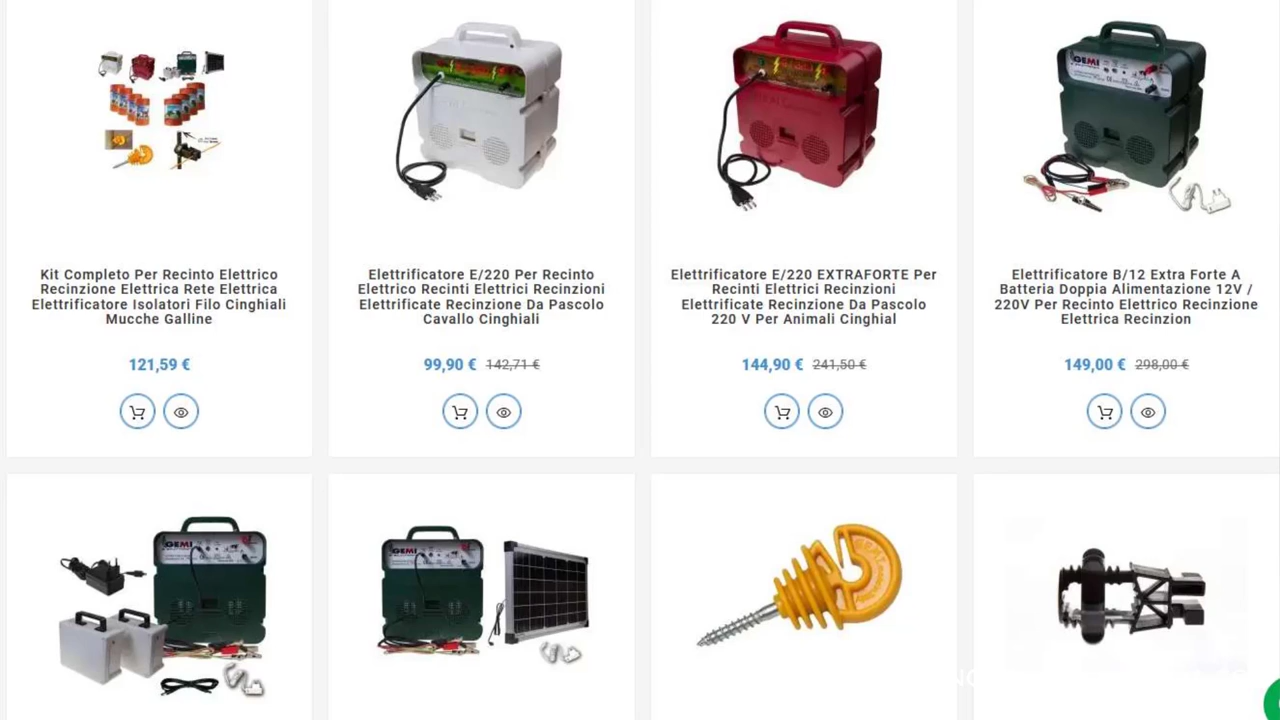 GEMI
Kit Completo Per Recinto Elettrico
Recinzione Elettrica Rete Elettrica
Elettrificatore Isolatori Filo Cinghiali
Mucche Galline
121,59 €
Elettrificatore E/220 Per Recinto
Elettrico Recinti Elettrici Recinzioni
Elettrificate Recinzione Da Pascolo
Cavallo Cinghiali
99,90 € 142,71 €
Elettrificatore E/220 EXTRAFORTE Per
Recinti Elettrici Recinzioni
Elettrificate Recinzione Da Pascolo
220 V Per Animali Cinghial
144,90 € 241,50 €
Elettrificatore B/12 Extra Forte A
Batteria Doppia Alimentazione 12V /
220V Per Recinto Elettrico Recinzione
Elettrica Recinzion
149,00 € 298,00 €
GEMI
GEMI